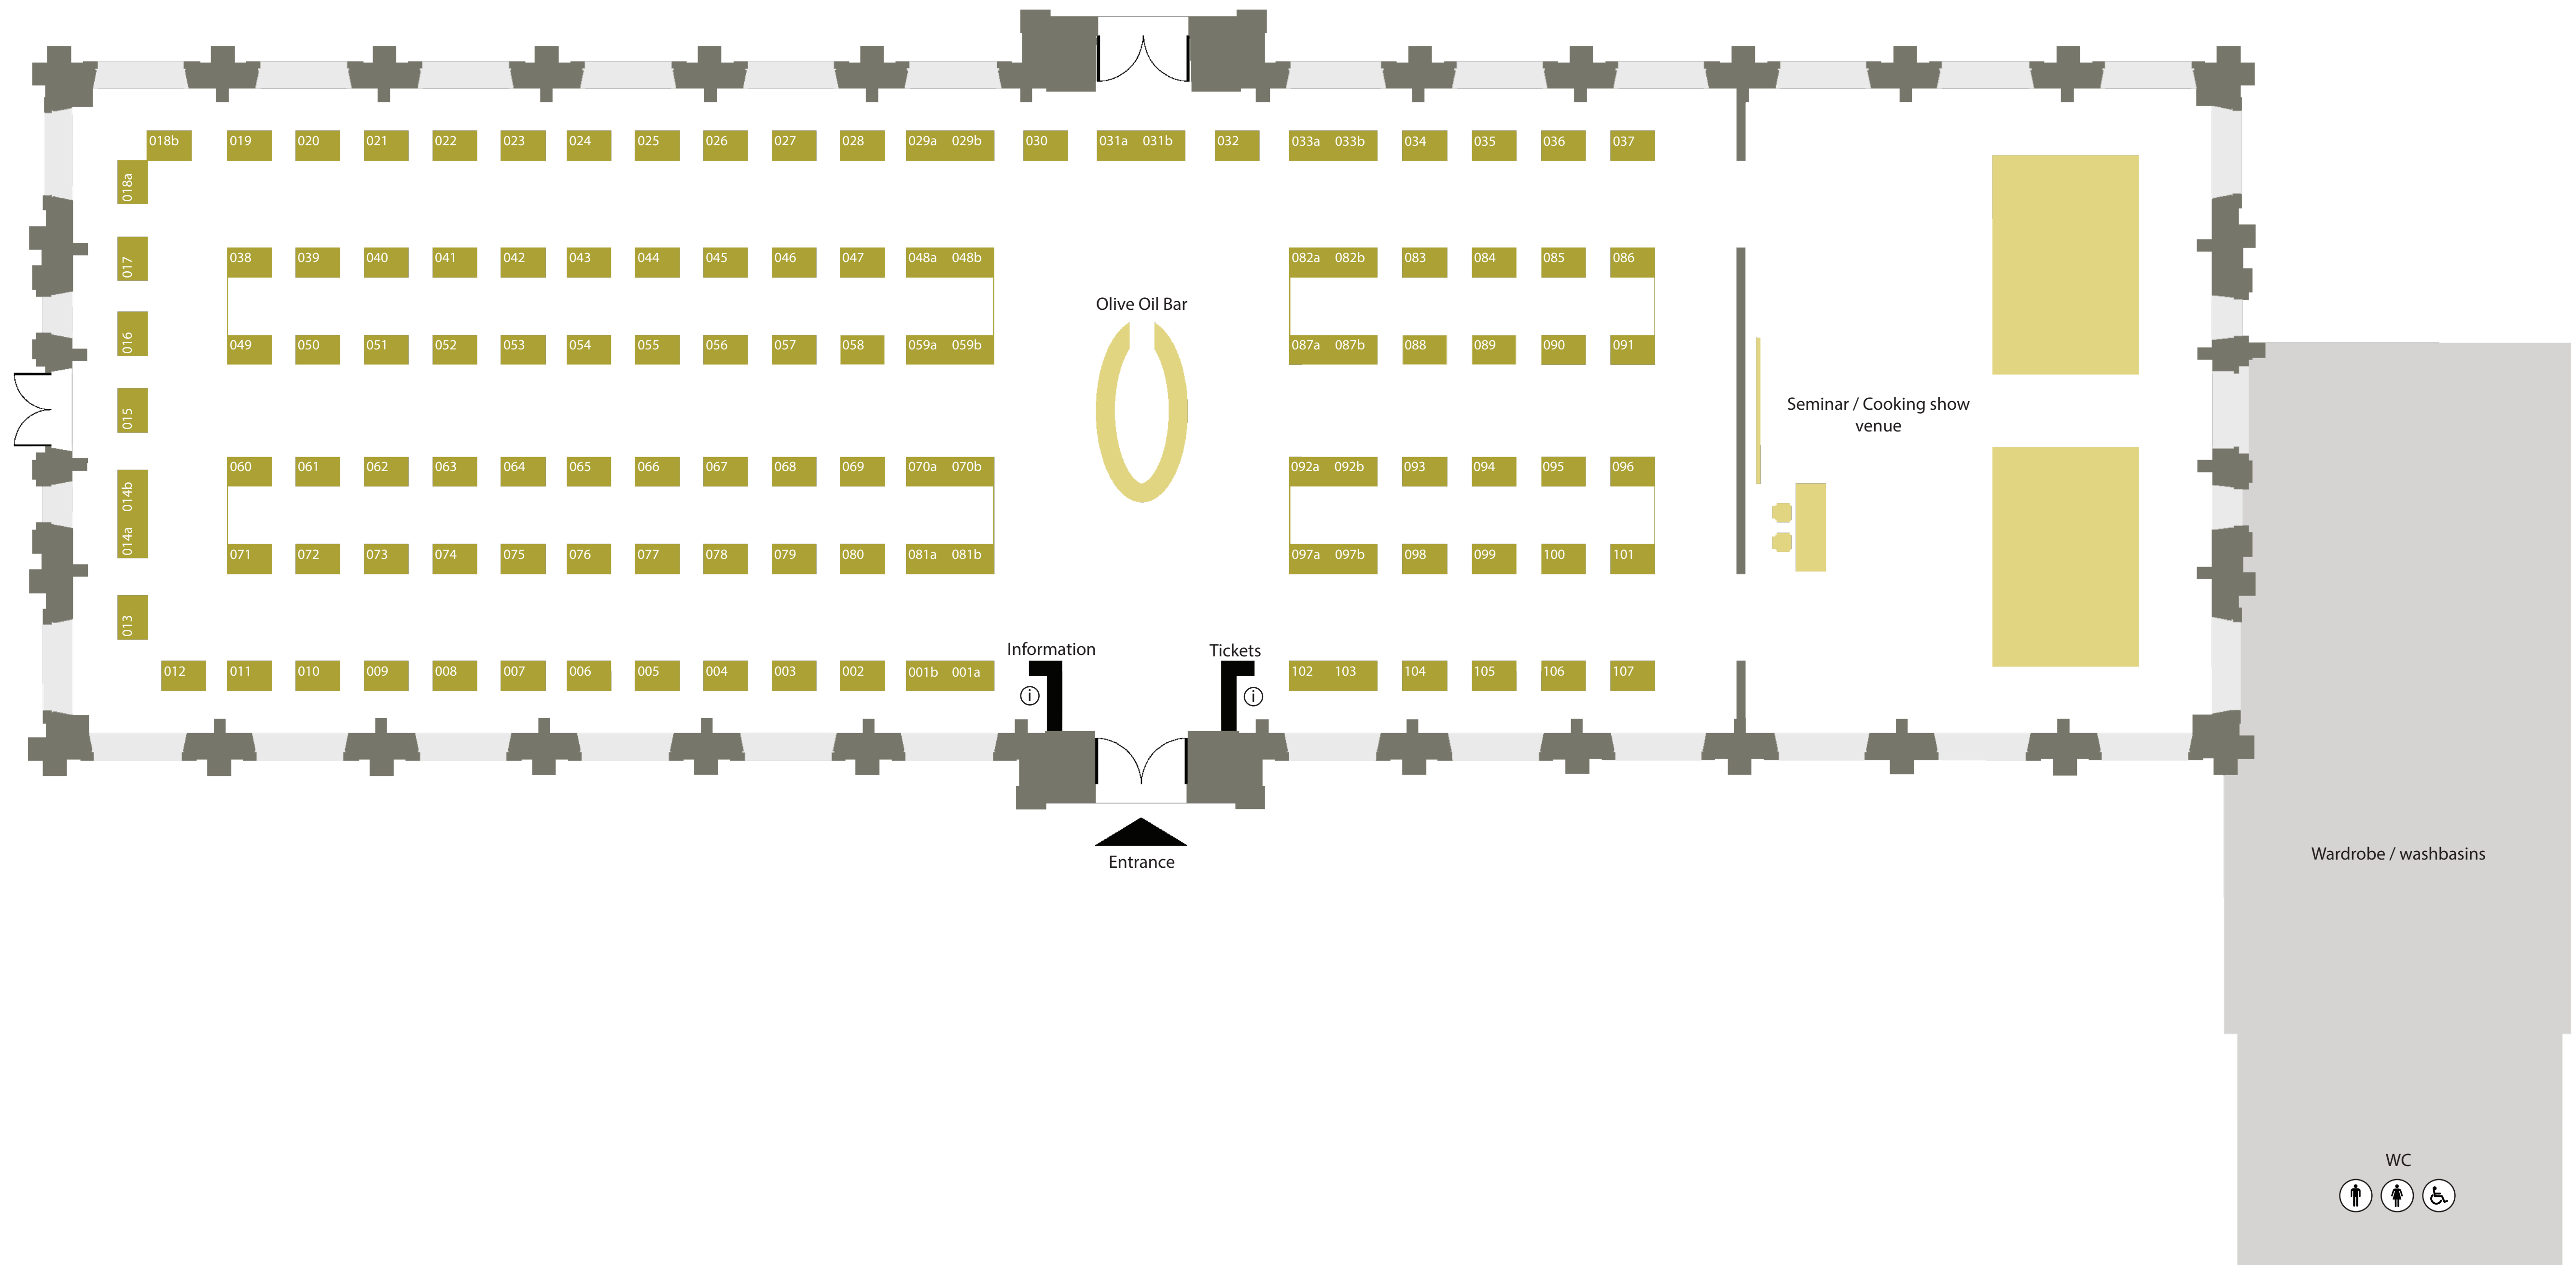 018b 019 020 021 022 023 024 025 026 027 028 029a 029b 030 031a 031b 032 033a 033b 034 035 036 037
018a
017
038 039 040 041 042 043 044 045 046 047 048a 048b 082a 082b 083 084 085 086
Olive Oil Bar
016
049 050 051 052 053 054 055 056 057 058 059a 059b 087a 087b 088 089 090 091
015
Seminar / Cooking show
venue
060 061 062 063 064 065 066 067 068 069 070a 070b 092a 092b 093 094 095 096
014b
014a
071 072 073 074 075 076 077 078 079 080 081a 081b 097a 097b 098 099 100 101
013
Information
Tickets
012 011 010 009 008 007 006 005 004 003 002 001b 001a 102 103 104 105 106 107
i
i
Entrance
Wardrobe / washbasins
WC